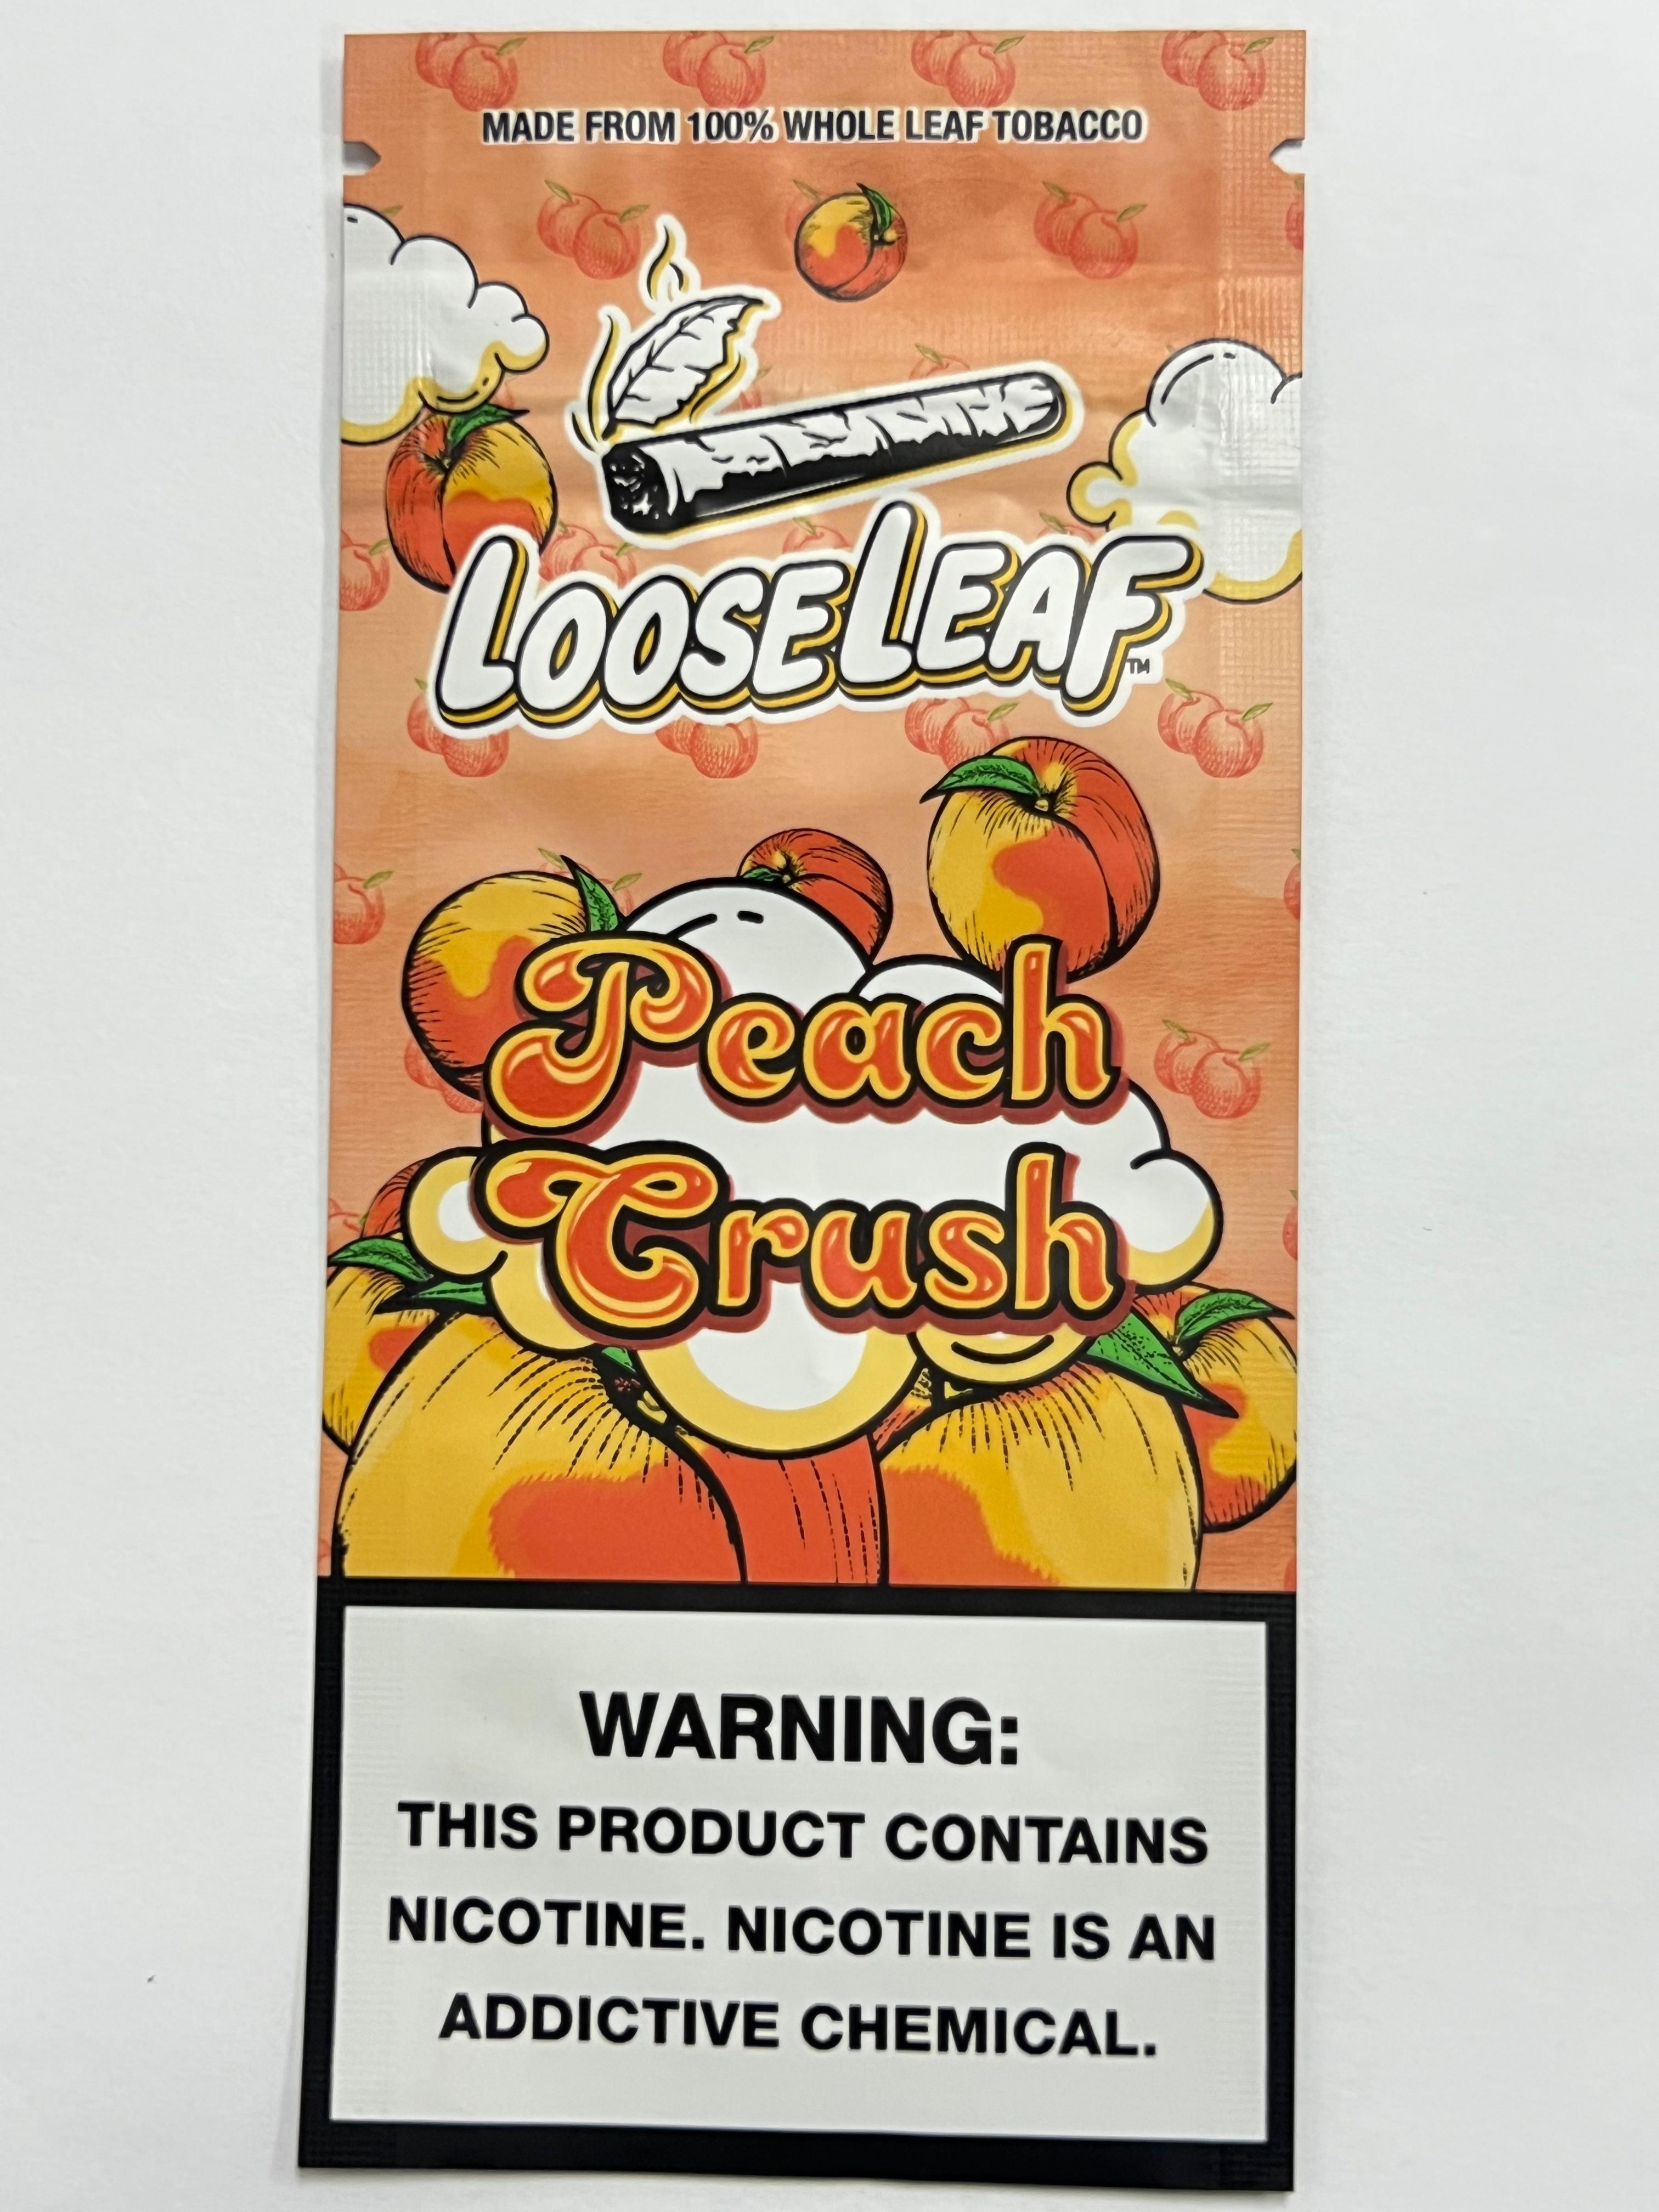 MADE FROM 100% WHOLE LEAF TOBACCO
LOOSELEAF™
Peach
Crush
WARNING:
THIS PRODUCT CONTAINS
NICOTINE. NICOTINE IS AN
ADDICTIVE CHEMICAL.